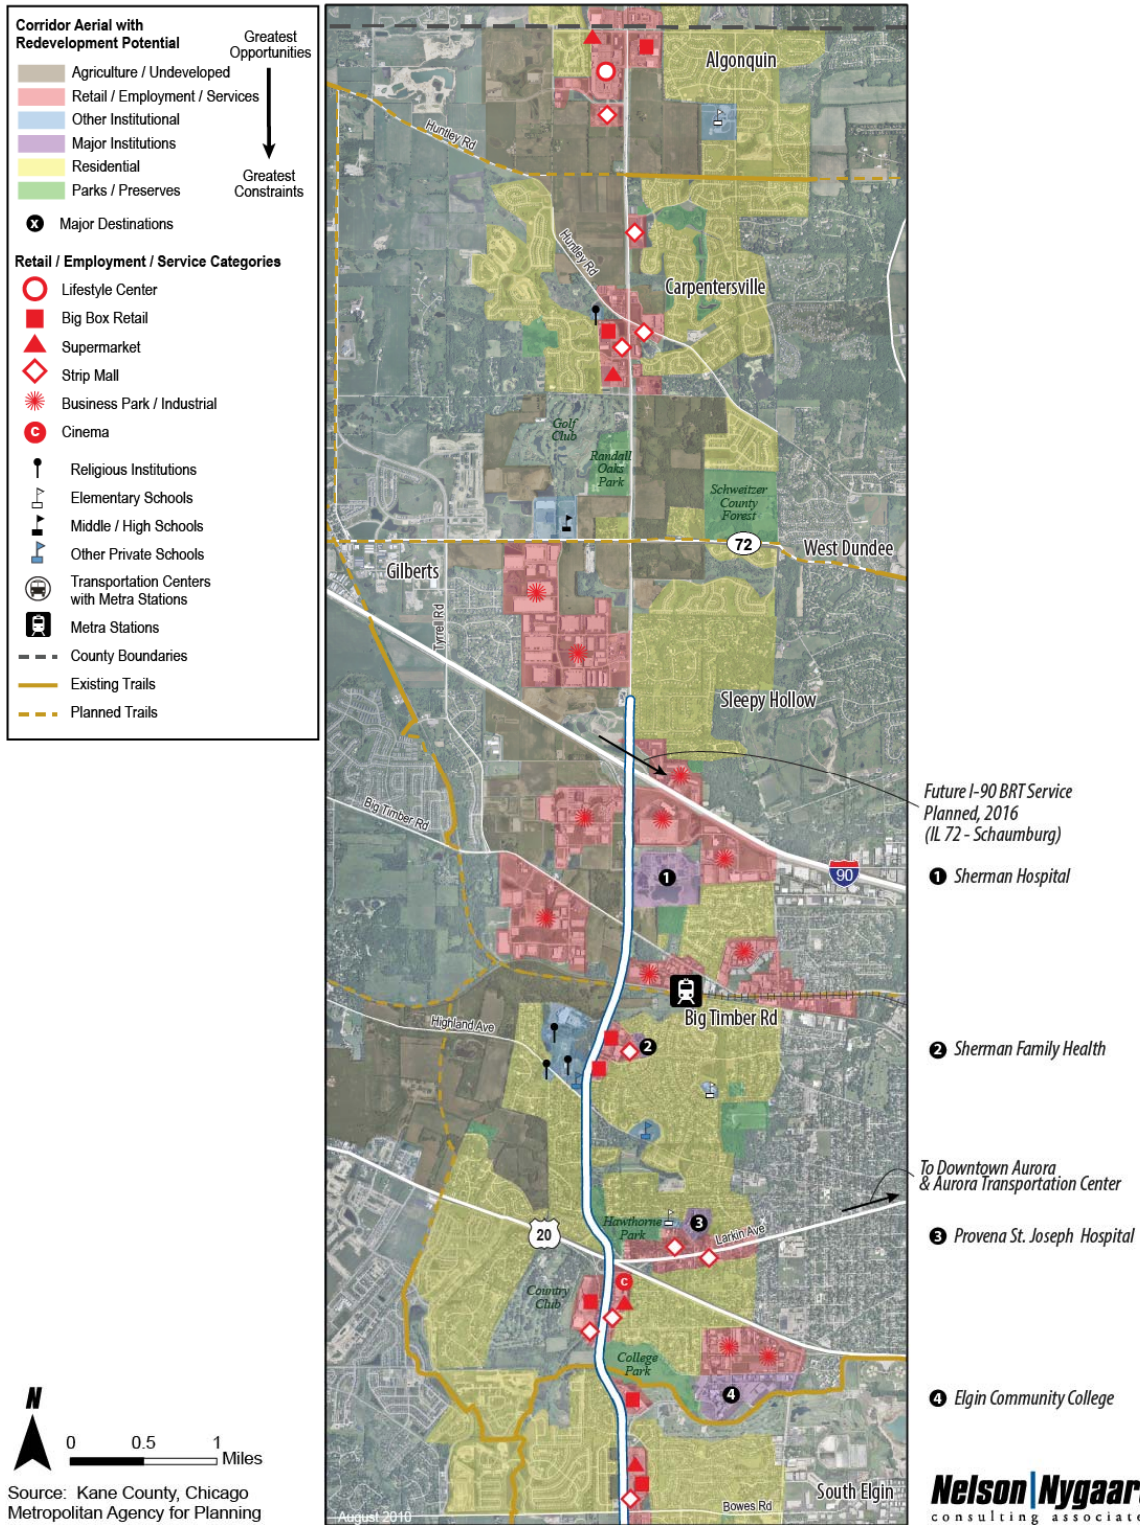 Corridor Aerial with
Redevelopment Potential
Greatest
Opportunities
Agriculture / Undeveloped
Retail / Employment / Services
Other Institutional
Major Institutions
Residential
Parks / Preserves
Greatest
Constraints
X Major Destinations
Retail / Employment / Service Categories
Lifestyle Center
Big Box Retail
Supermarket
Strip Mall
Business Park / Industrial
C Cinema
Religious Institutions
Elementary Schools
Middle / High Schools
Other Private Schools
Transportation Centers
with Metra Stations
Metra Stations
County Boundaries
Existing Trails
Planned Trails
Algonquin
Huntley Rd
Huntley Rd
Carpentersville
Golf
Club
Randall
Oaks
Park
Schweitzer
County
Forest
72
West Dundee
Gilberts
Tyrrell Rd
Sleepy Hollow
Future I-90 BRT Service
Planned, 2016
(IL 72 - Schaumburg)
Big Timber Rd
90
1
1 Sherman Hospital
Big Timber Rd
Highland Ave
2
2 Sherman Family Health
To Downtown Aurora
& Aurora Transportation Center
Hawthorne
Park
3
Larkin Ave
3 Provena St. Joseph Hospital
20
Country
Club
C
College
Park
4
4 Elgin Community College
South Elgin
Bowes Rd
August 2010
N
0 0.5 1
Miles
Source: Kane County, Chicago
Metropolitan Agency for Planning
Nelson|Nygaar
consulting associate